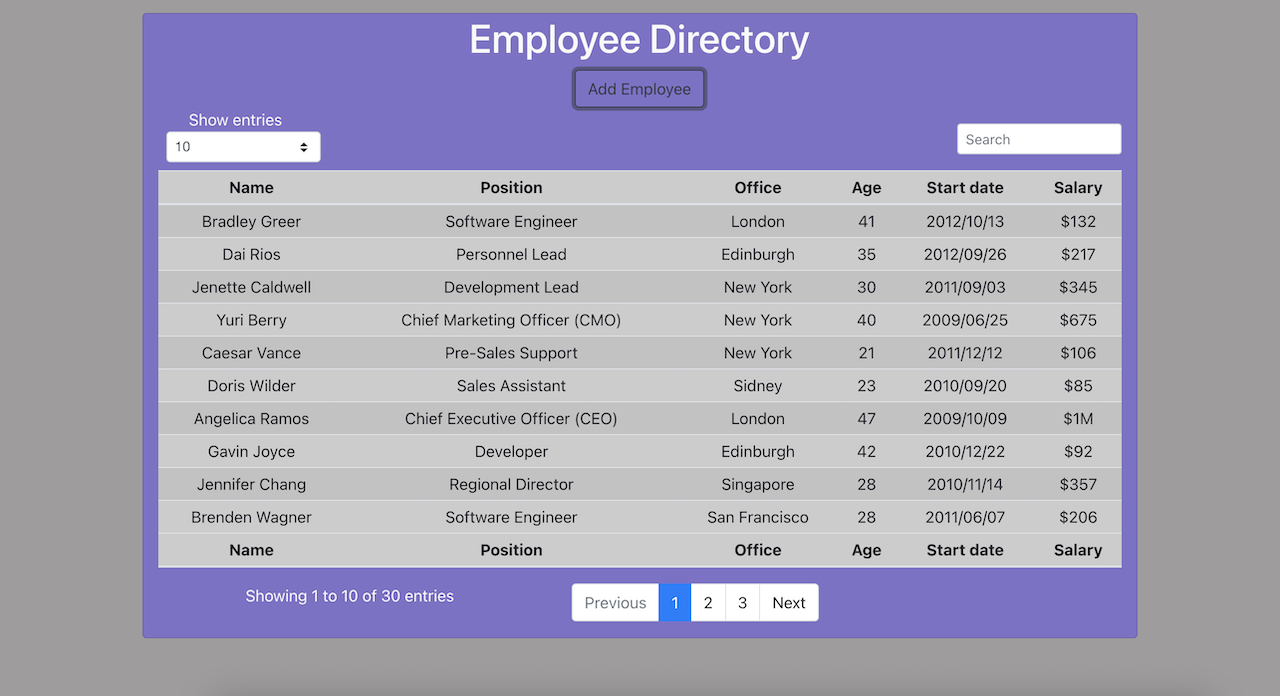 Employee Directory
Add Employee
Show entries
10
Search
Name Position Office Age Start date Salary
Bradley Greer Software Engineer London 41 2012/10/13 $132
Dai Rios Personnel Lead Edinburgh 35 2012/09/26 $217
Jenette Caldwell Development Lead New York 30 2011/09/03 $345
Yuri Berry Chief Marketing Officer (CMO) New York 40 2009/06/25 $675
Caesar Vance Pre-Sales Support New York 21 2011/12/12 $106
Doris Wilder Sales Assistant Sidney 23 2010/09/20 $85
Angelica Ramos Chief Executive Officer (CEO) London 47 2009/10/09 $1M
Gavin Joyce Developer Edinburgh 42 2010/12/22 $92
Jennifer Chang Regional Director Singapore 28 2010/11/14 $357
Brenden Wagner Software Engineer San Francisco 28 2011/06/07 $206
Name Position Office Age Start date Salary
Showing 1 to 10 of 30 entries
Previous 1 2 3 Next